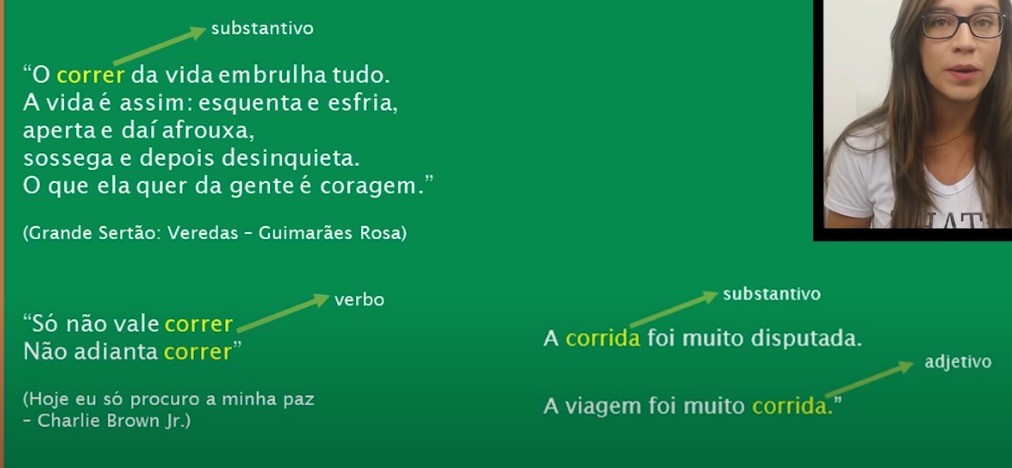 substantivo
“O correr da vida embrulha tudo.
A vida é assim: esquenta e esfria,
aperta e daí afrouxa,
sossega e depois desinquieta.
O que ela quer da gente é coragem.”
(Grande Sertão: Veredas – Guimarães Rosa)
verbo
“Só não vale correr
Não adianta correr”
(Hoje eu só procuro a minha paz
– Charlie Brown Jr.)
substantivo
A corrida foi muito disputada.
adjetivo
A viagem foi muito corrida.”